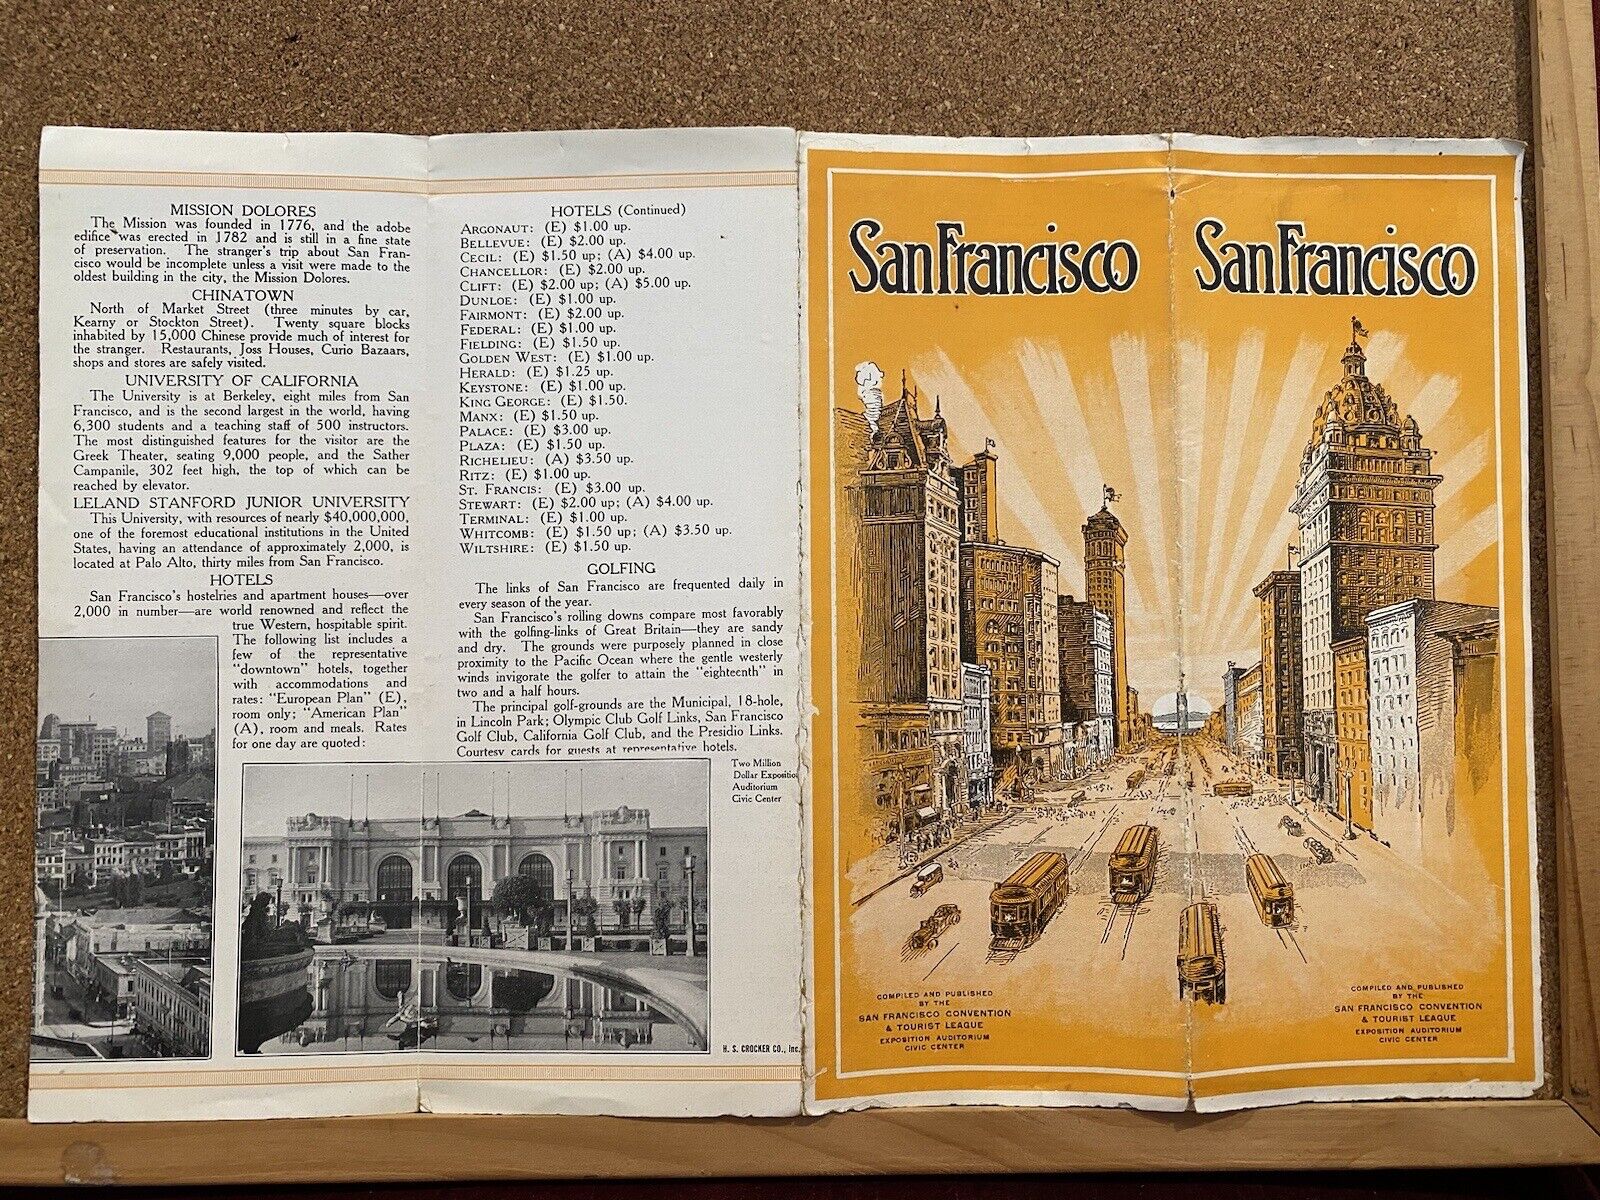 MISSION DOLORES
The Mission was founded in 1776, and the adobe
edifice was erected in 1782 and is still in a fine state
of preservation. The stranger's trip about San Fran-
cisco would be incomplete unless a visit were made to the
oldest building in the city, the Mission Dolores.
CHINATOWN
North of Market Street (three minutes by car,
Kearny or Stockton Street). Twenty square blocks
inhabited by 15,000 Chinese provide much of interest for
the stranger. Restaurants, Joss Houses, Curio Bazaars,
shops and stores are safely visited.
UNIVERSITY OF CALIFORNIA
The University is at Berkeley, eight miles from San
Francisco, and is the second largest in the world, having
6,300 students and a teaching staff of 500 instructors.
The most distinguished features for the visitor are the
Greek Theater, seating 9,000 people, and the Sather
Campanile, 302 feet high, the top of which can be
reached by elevator.
LELAND STANFORD JUNIOR UNIVERSITY
This University, with resources of nearly $40,000,000,
one of the foremost educational institutions in the United
States, having an attendance of approximately 2,000, is
located at Palo Alto, thirty miles from San Francisco.
HOTELS
San Francisco's hostelries and apartment houses—over
2,000 in number—are world renowned and reflect the
true Western, hospitable spirit.
The following list includes a
few of the representative
"downtown" hotels, together
with accommodations and
rates: "European Plan" (E),
room only; "American Plan"
(A), room and meals. Rates
for one day are quoted:
HOTELS (Continued)
ARGONAUT: (E) $1.00 up.
BELLEVUE: (E) $2.00 up.
CECIL: (E) $1.50 up; (A) $4.00 up.
CHANCELLOR: (E) $2.00 up.
CLIFT: (E) $2.00 up; (A) $5.00 up.
DUNLOE: (E) $1.00 up.
FAIRMONT: (E) $2.00 up.
FEDERAL: (E) $1.00 up.
FIELDING: (E) $1.50 up.
GOLDEN WEST: (E) $1.00 up.
HERALD: (E) $1.25 up.
KEYSTONE: (E) $1.00 up.
KING GEORGE: (E) $1.50.
MANX: (E) $1.50 up.
PALACE: (E) $3.00 up.
PLAZA: (E) $1.50 up.
RICHELIEU: (A) $3.50 up.
RITZ: (E) $1.00 up.
ST. FRANCIS: (E) $3.00 up.
STEWART: (E) $2.00 up; (A) $4.00 up.
TERMINAL: (E) $1.00 up.
WHITCOMB: (E) $1.50 up; (A) $3.50 up.
WILTSHIRE: (E) $1.50 up.
GOLFING
The links of San Francisco are frequented daily in
every season of the year.
San Francisco's rolling downs compare most favorably
with the golfing-links of Great Britain—they are sandy
and dry. The grounds were purposely planned in close
proximity to the Pacific Ocean where the gentle westerly
winds invigorate the golfer to attain the "eighteenth" in
two and a half hours.
The principal golf-grounds are the Municipal, 18-hole,
in Lincoln Park; Olympic Club Golf Links, San Francisco
Golf Club, California Golf Club, and the Presidio Links.
Courtesy cards for guests at representative hotels.
Two Million
Dollar Expositio
Auditorium
Civic Center
H. S. CROCKER CO., Inc.
San Francisco
COMPILED AND PUBLISHED
BY THE
SAN FRANCISCO CONVENTION
& TOURIST LEAGUE
EXPOSITION AUDITORIUM
CIVIC CENTER
San Francisco
COMPILED AND PUBLISHED
BY THE
SAN FRANCISCO CONVENTION
& TOURIST LEAGUE
EXPOSITION AUDITORIUM
CIVIC CENTER